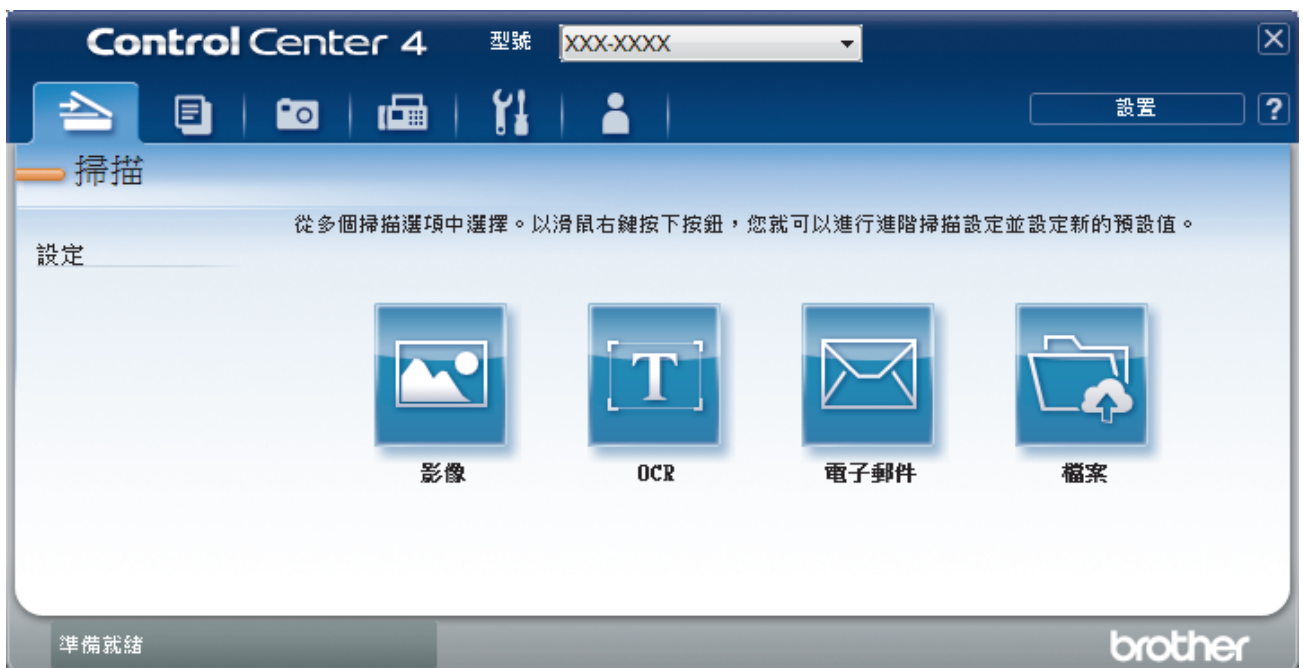 Control Center 4 型號 XXX-XXXX
設置 ?
掃描
從多個掃描選項中選擇。以滑鼠右鍵按下按鈕，您就可以進行進階掃描設定並設定新的預設值。
設定
T
影像 OCR 電子郵件 檔案
準備就緒 brother